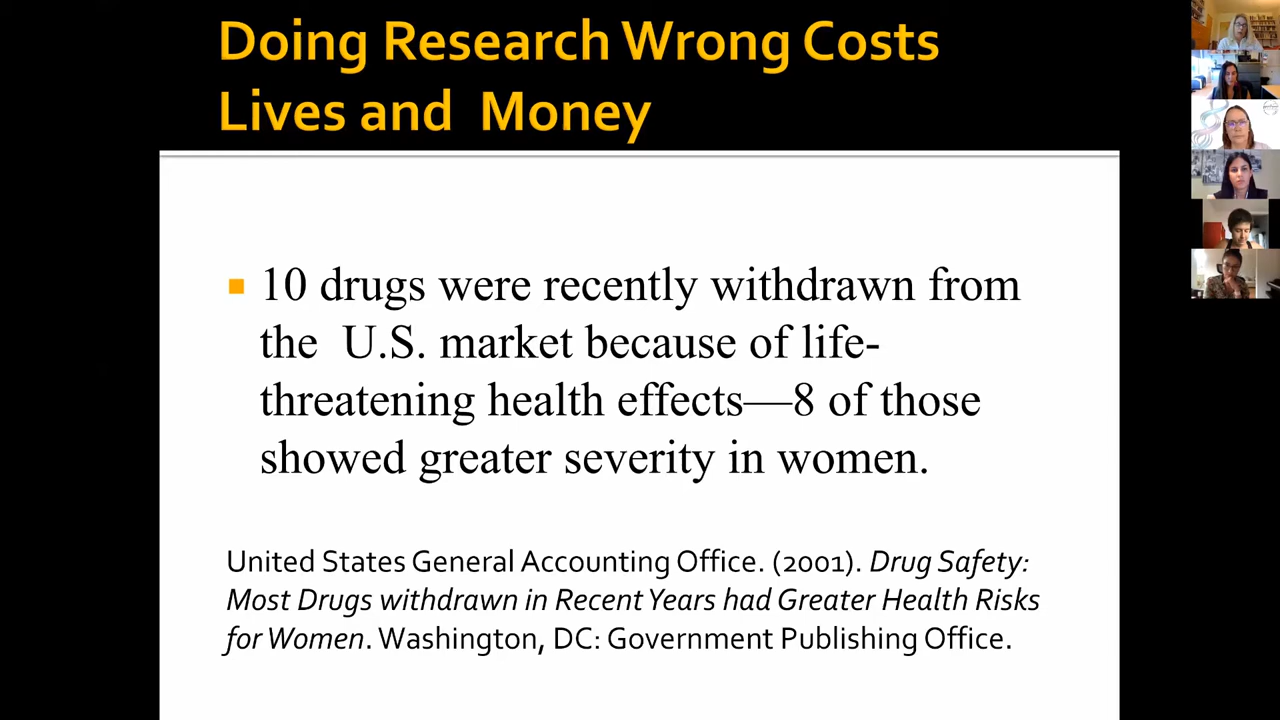 Doing Research Wrong Costs
Lives and Money
10 drugs were recently withdrawn from
the U.S. market because of life-
threatening health effects—8 of those
showed greater severity in women.
United States General Accounting Office. (2001). Drug Safety:
Most Drugs withdrawn in Recent Years had Greater Health Risks
for Women. Washington, DC: Government Publishing Office.